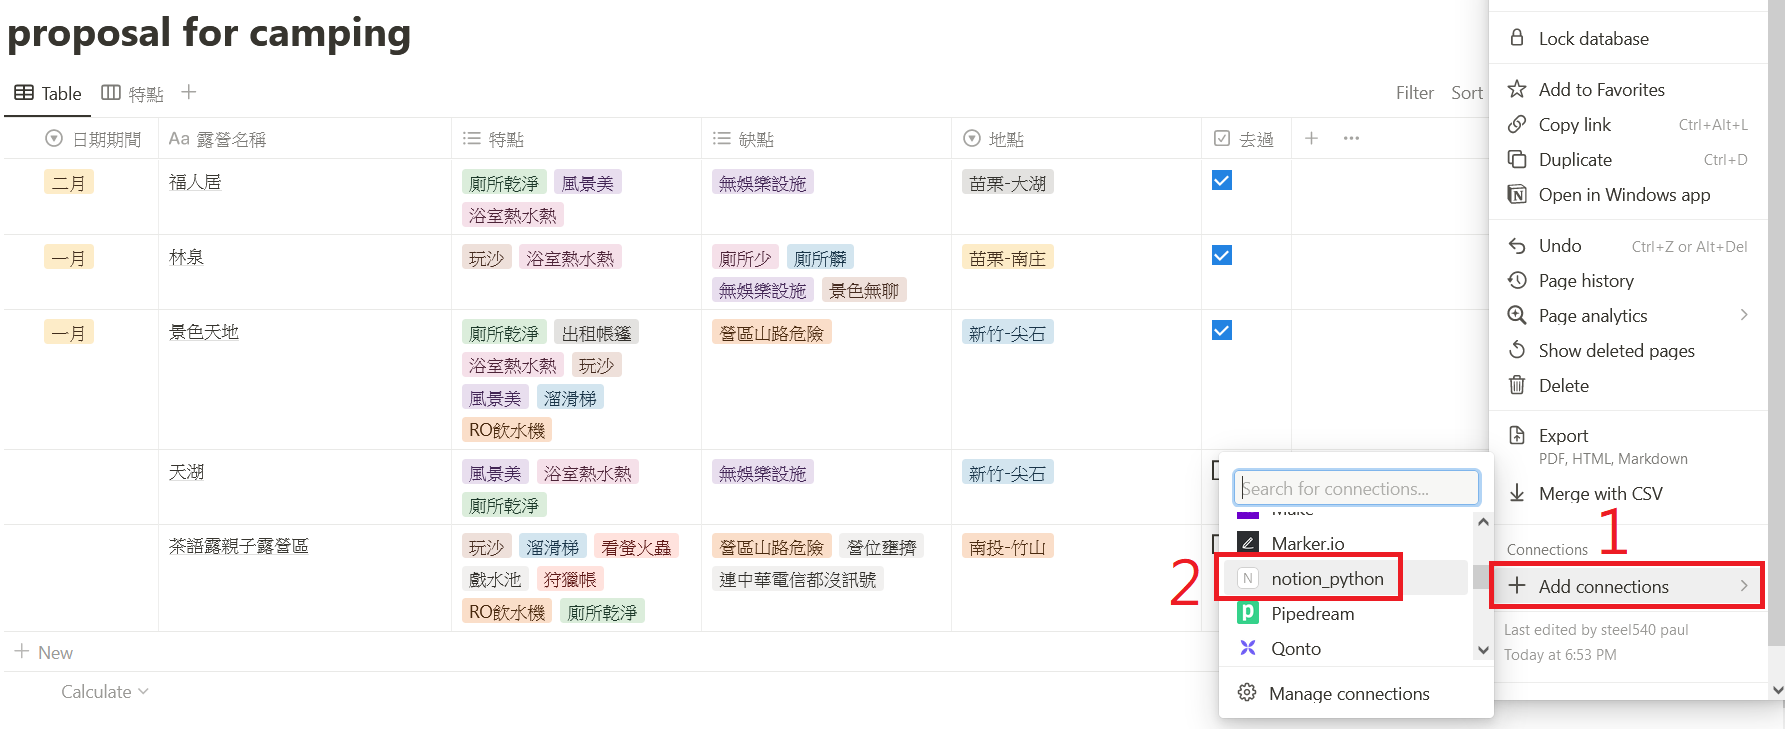 proposal for camping
Table 特點
Filter Sort
日期期間 Aa 露營名稱 特點 缺點 地點 去過
二月 福人居 廁所乾淨 風景美 無娛樂設施 苗栗-大湖
浴室熱水熱
一月 林泉 玩沙 浴室熱水熱 廁所少 廁所髒 苗栗-南庄
無娛樂設施 景色無聊
一月 景色天地 廁所乾淨 出租帳篷 營區山路危險 新竹-尖石
浴室熱水熱 玩沙
風景美 溜滑梯
RO飲水機
天湖 風景美 浴室熱水熱 無娛樂設施 新竹-尖石
廁所乾淨
茶語露親子露營區 玩沙 溜滑梯 看螢火蟲 營區山路危險 營位壅擠 南投-竹山
戲水池 狩獵帳 連中華電信都沒訊號
RO飲水機 廁所乾淨
New
Calculate
Lock database
Add to Favorites
Copy link Ctrl+Alt+L
Duplicate Ctrl+D
Open in Windows app
Undo Ctrl+Z or Alt+Del
Page history
Page analytics
Show deleted pages
Delete
Export
PDF, HTML, Markdown
Merge with CSV
Connections 1
Add connections
Last edited by steel540 paul
Today at 6:53 PM
Search for connections...
Make
Marker.io
2 notion_python
Pipedream
Qonto
Manage connections